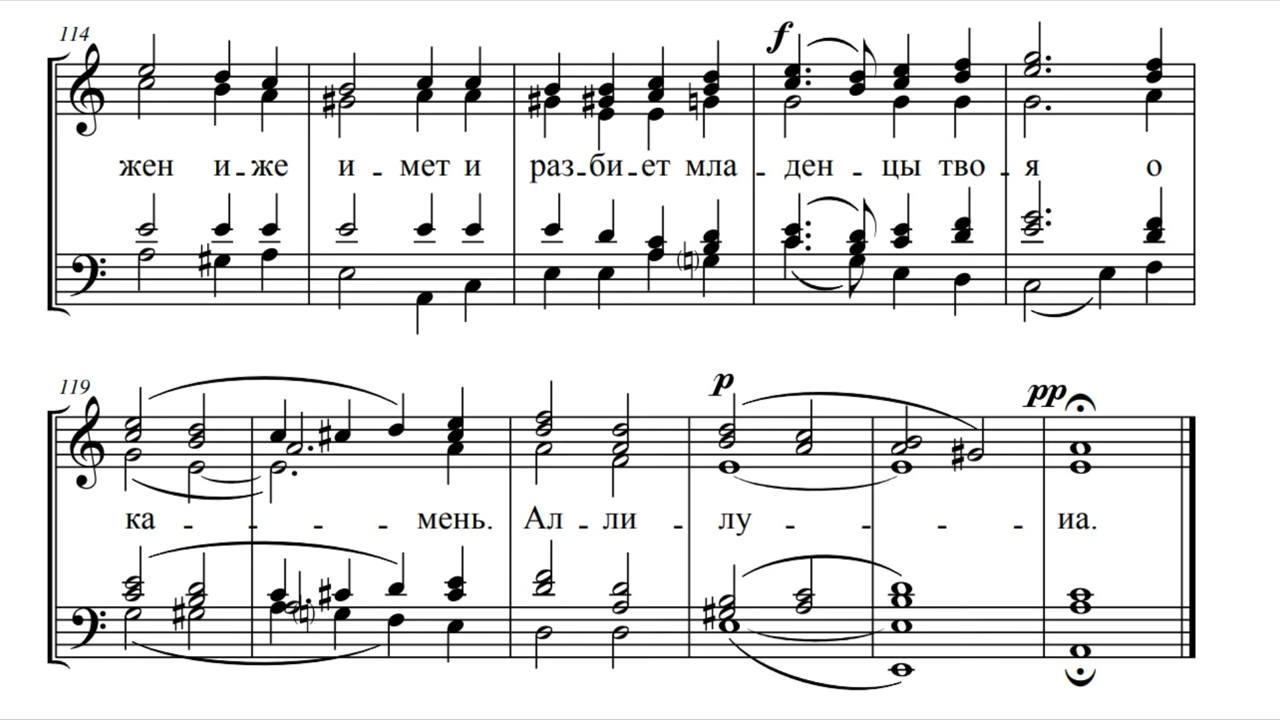 114
f
жен и - же и - мет и раз - би - ет мла - ден - цы тво - я о
119
p pp
ка - - - - мень. Ал - ли - лу - - - - иа.